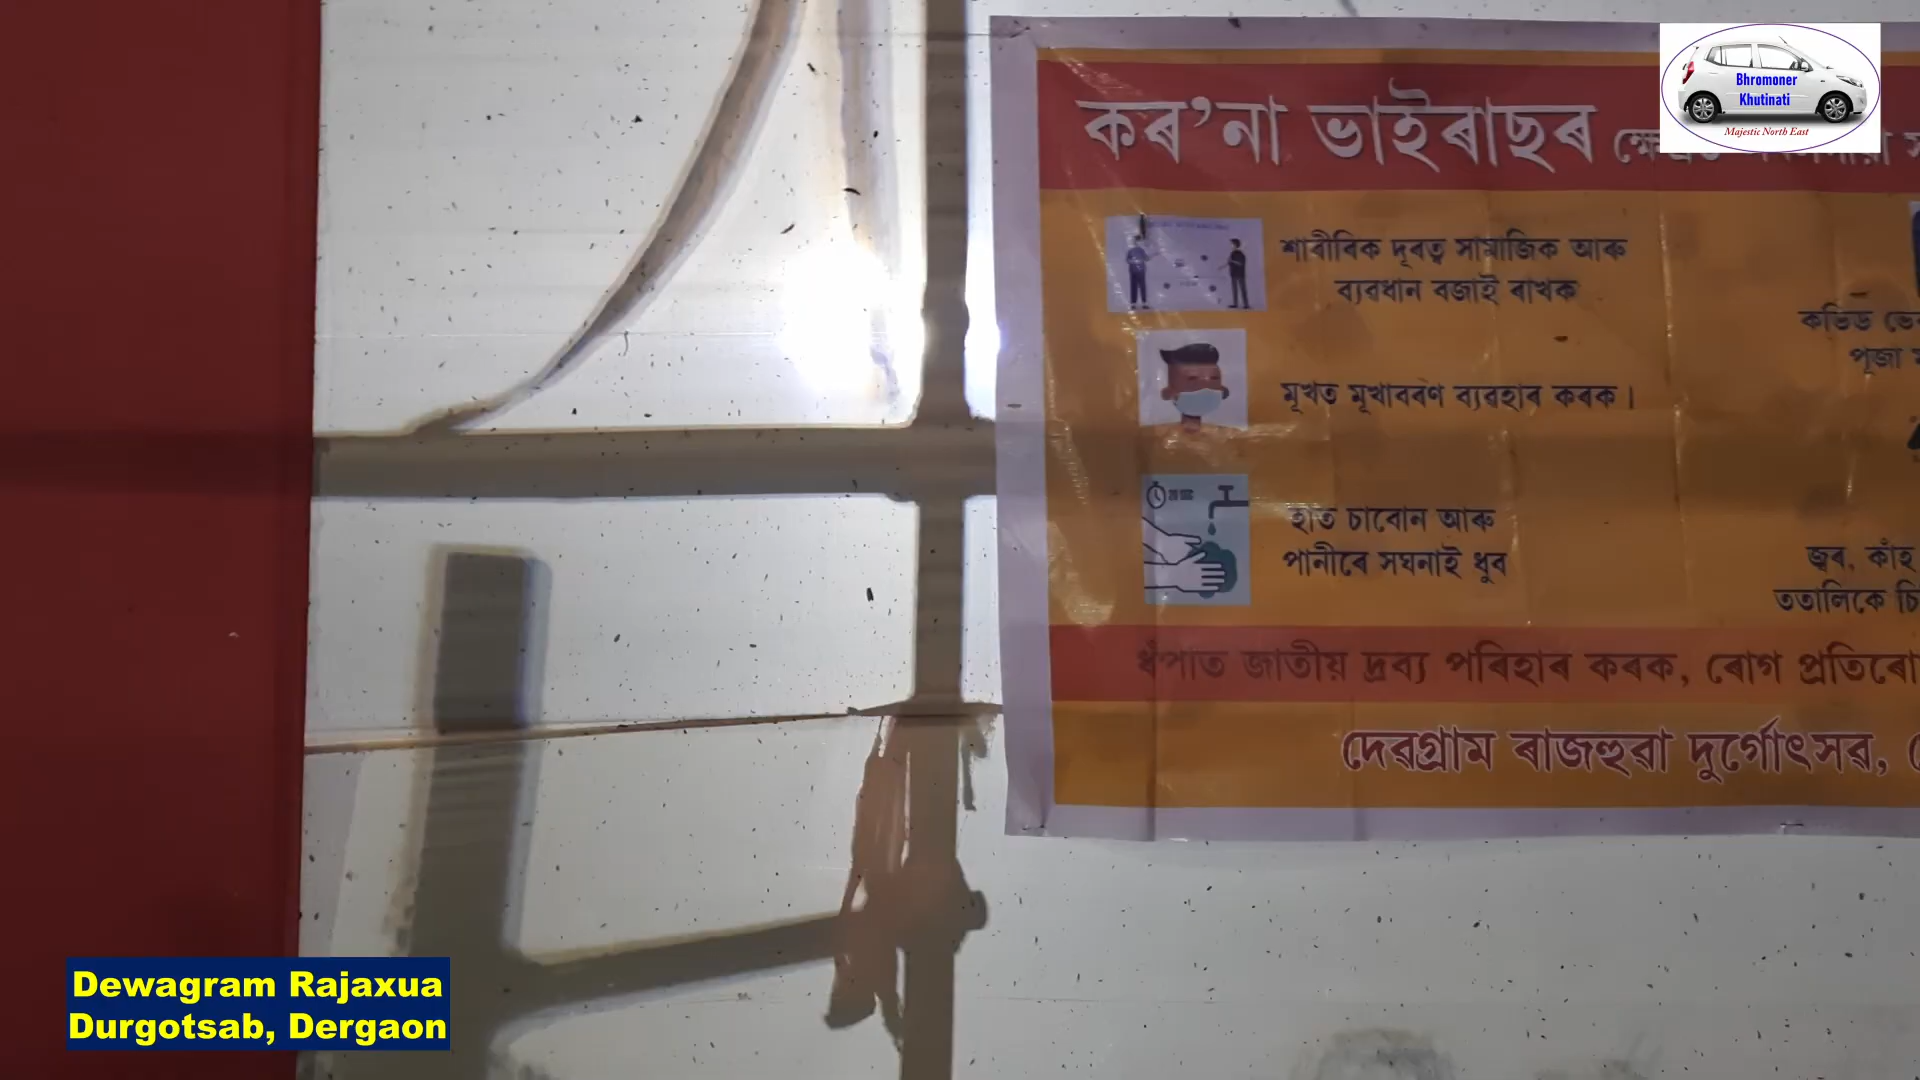 Bhromoner
Khutinati
Majestic North East
কৰ'না ভাইৰাছৰ
শাৰীৰিক দূৰত্ব সামাজিক আৰু
ব্যৱধান বজাই ৰাখক
কভিড
পূজা
মূখত মূখাবৰণ ব্যৱহাৰ কৰক।
হাত চাবোন আৰু
পানীৰে সঘনাই ধুব
জ্বৰ, কাঁহ
ততালিকে
ধঁপাত জাতীয় দ্ৰব্য পৰিহাৰ কৰক, ৰোগ
দেৱগ্ৰাম ৰাজহুৱা দুৰ্গোৎসৱ,
Dewagram Rajaxua
Durgotsab, Dergaon